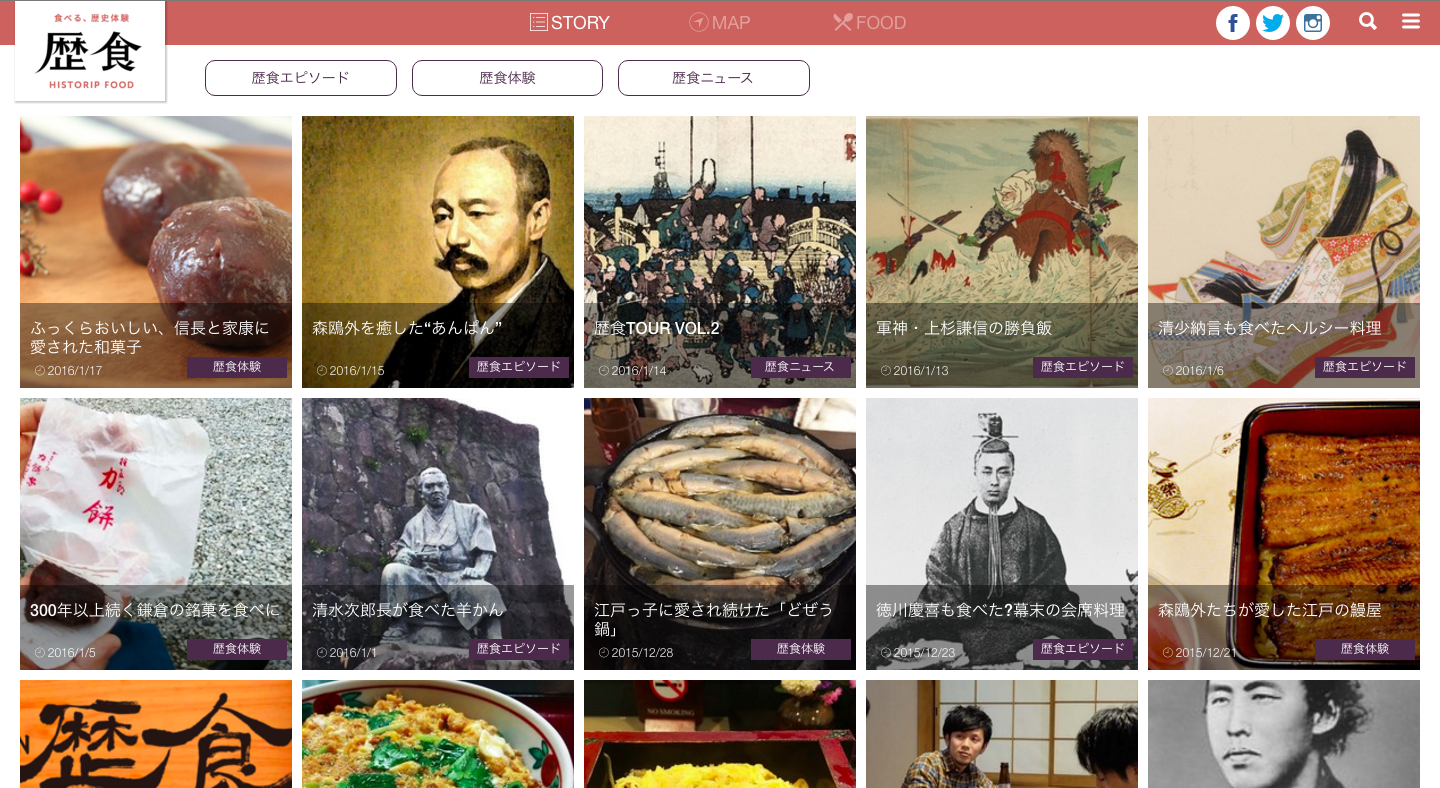 食べる、歴史体験
歴食
HISTORIP FOOD
STORY
MAP
FOOD
歴食エピソード
歴食体験
歴食ニュース
ふっくらおいしい、信長と家康に
愛された和菓子
2016/1/17
歴食体験
森鴎外を癒した“あんぱん”
2016/1/15
歴食エピソード
歴食TOUR VOL.2
2016/1/14
歴食ニュース
軍神・上杉謙信の勝負飯
2016/1/13
歴食エピソード
清少納言も食べたヘルシー料理
2016/1/6
歴食エピソード
力餅
300年以上続く鎌倉の銘菓を食べに
2016/1/5
歴食体験
清水次郎長が食べた羊かん
2016/1/1
歴食エピソード
江戸っ子に愛され続けた「どぜう
鍋」
2015/12/28
歴食体験
徳川慶喜も食べた?幕末の会席料理
2015/12/23
歴食エピソード
森鴎外たちが愛した江戸の鰻屋
2015/12/21
歴食体験
歴食
NO SMOKING